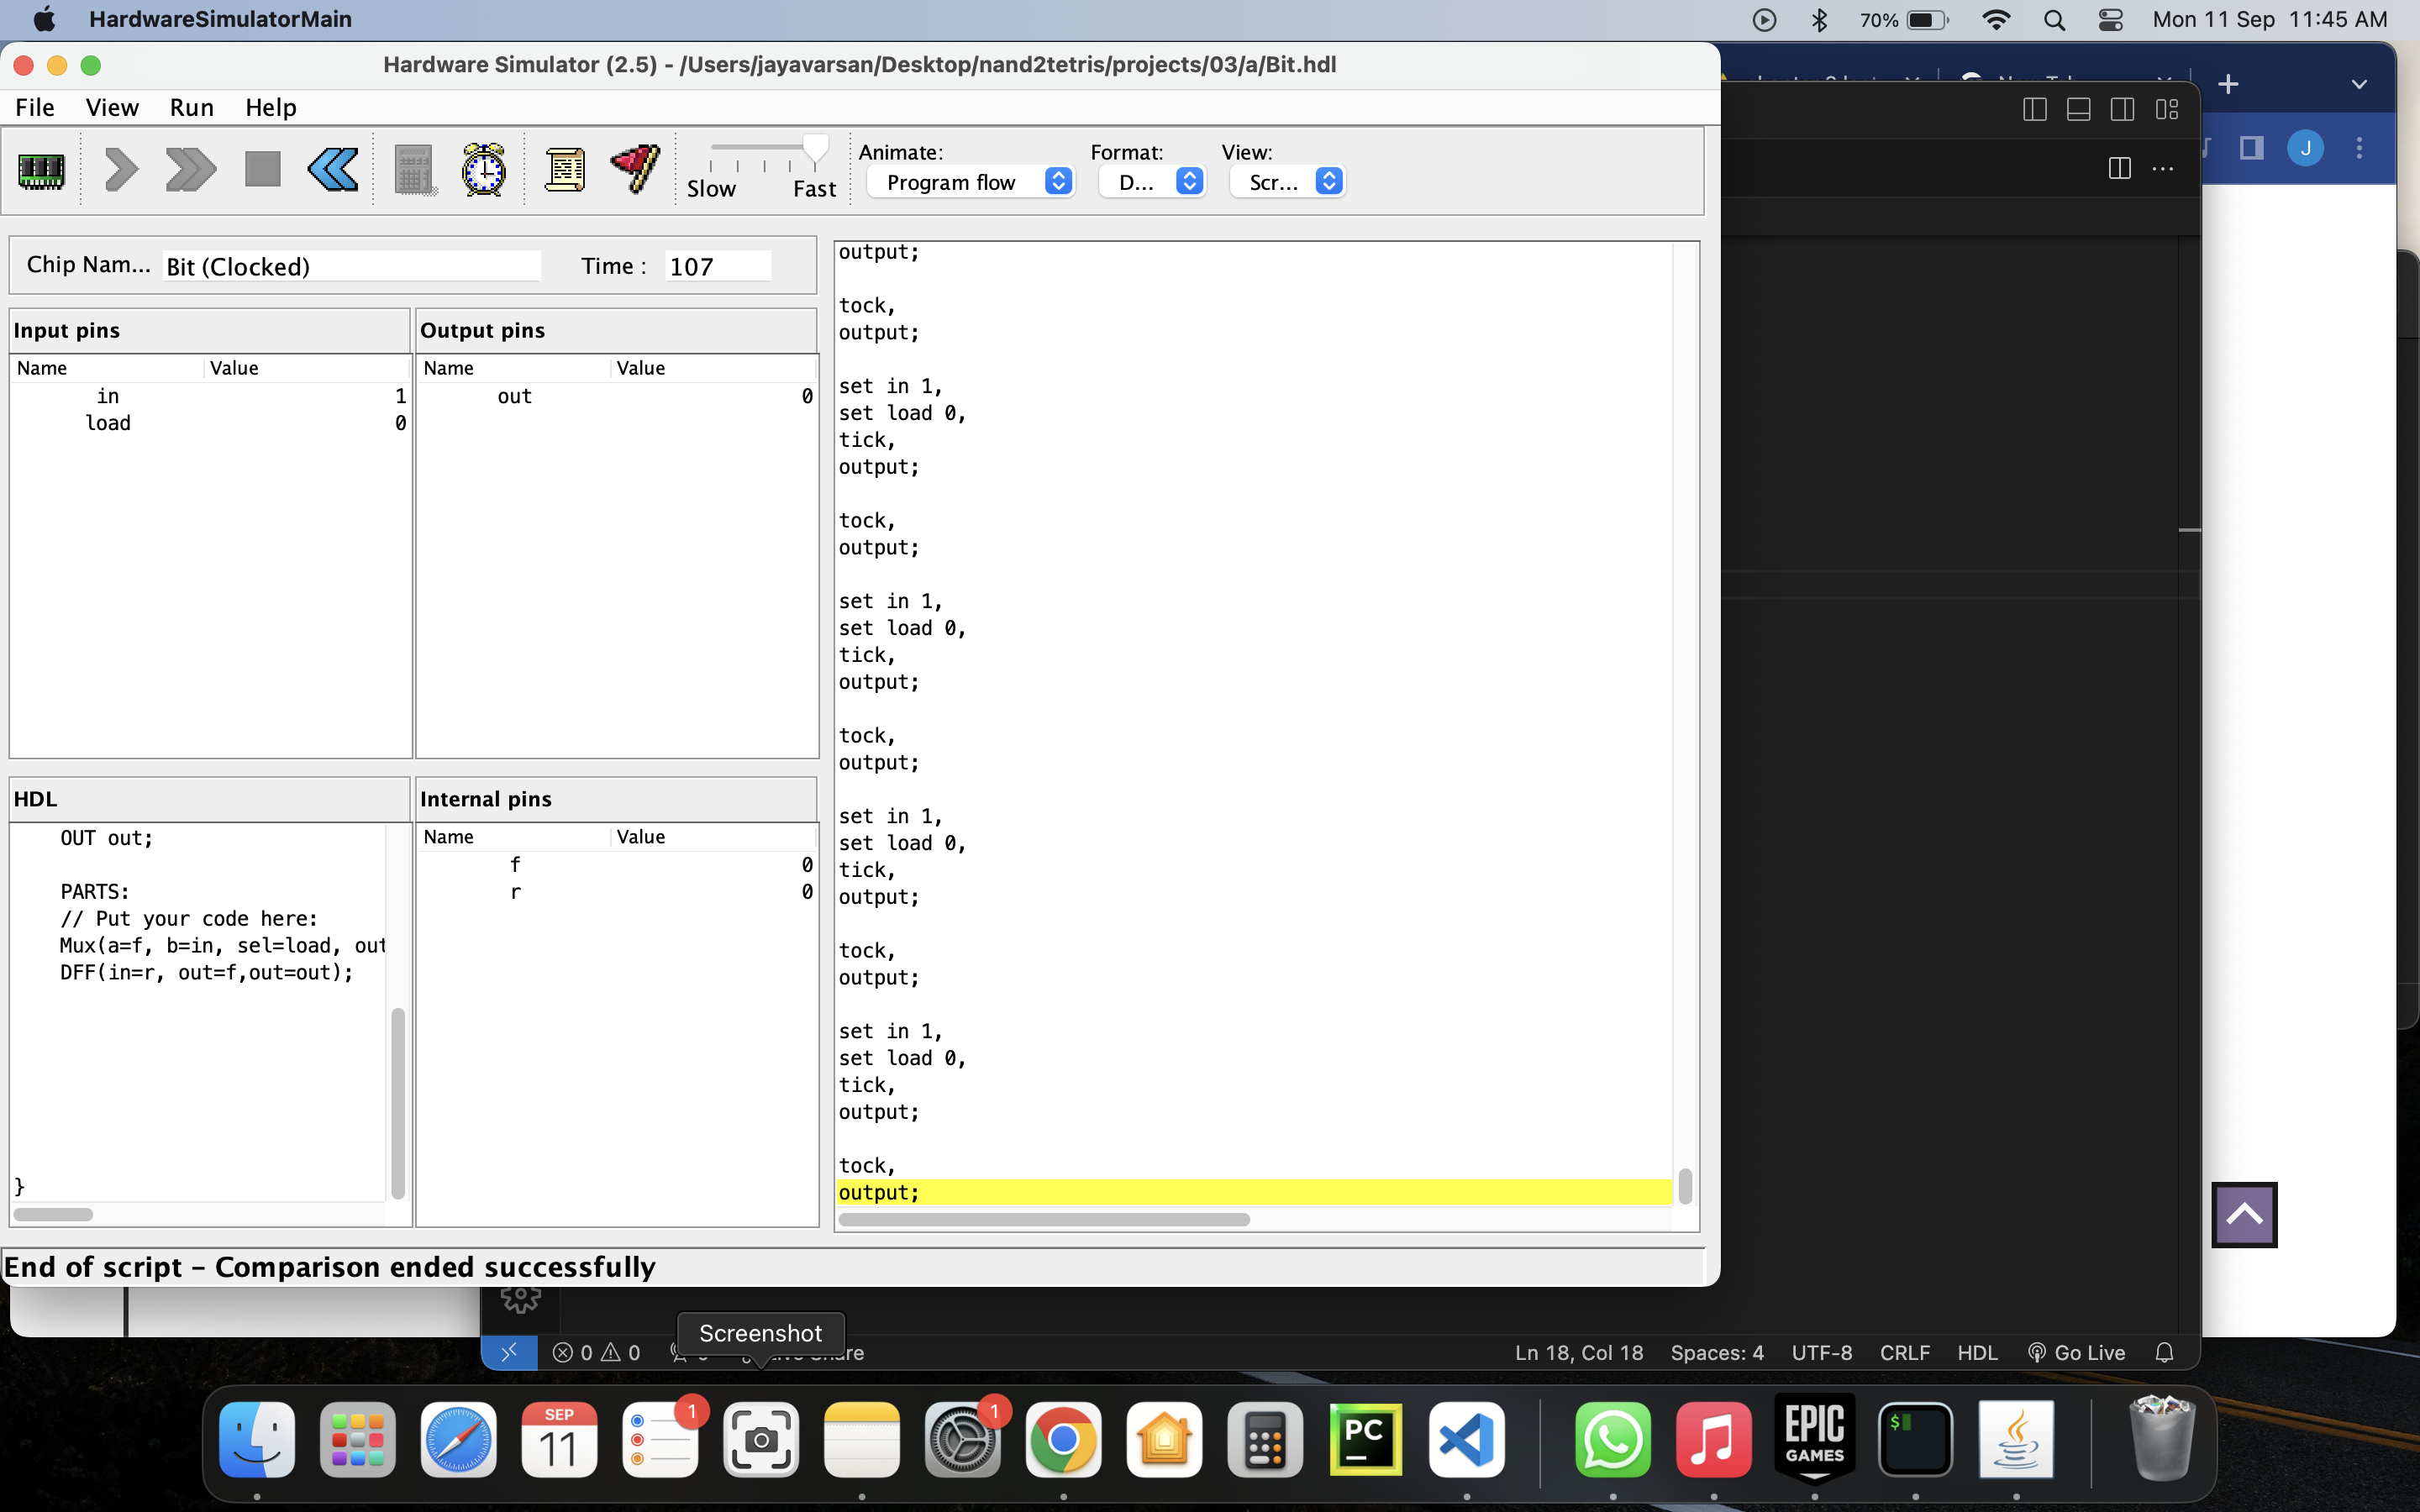 HardwareSimulatorMain
70%
Mon 11 Sep 11:45 AM
Hardware Simulator (2.5) - /Users/jayavarsan/Desktop/nand2tetris/projects/03/a/Bit.hdl
File View Run Help
Slow Fast
Animate:
Program flow
Format:
D...
View:
Scr...
J
Chip Nam... Bit (Clocked) Time : 107
Input pins
Name Value
in 1
load 0
Output pins
Name Value
out 0
HDL
OUT out;
PARTS:
// Put your code here:
Mux(a=f, b=in, sel=load, out
DFF(in=r, out=f,out=out);
}
Internal pins
Name Value
f 0
r 0
output;
tock,
output;
set in 1,
set load 0,
tick,
output;
tock,
output;
set in 1,
set load 0,
tick,
output;
tock,
output;
set in 1,
set load 0,
tick,
output;
tock,
output;
set in 1,
set load 0,
tick,
output;
tock,
output;
End of script – Comparison ended successfully
Screenshot
0 0
Ln 18, Col 18 Spaces: 4 UTF-8 CRLF HDL Go Live
SEP
11
1
1
PC
EPIC
GAMES
$